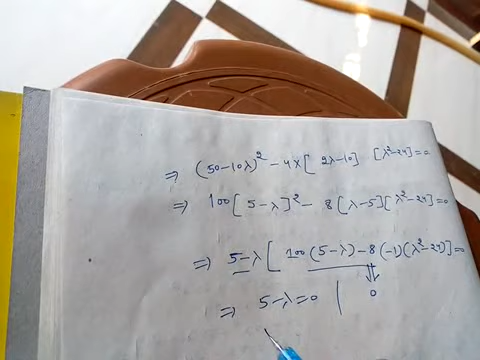 ⇒ (50-10λ)² - 4×[2λ-10] [λ²-24] =0
⇒ 100[5-λ]² - 8[λ-5][λ²-24]=0
⇒ 5-λ[100(5-λ)-8(-1)(λ²-24)]=0
⇒ 5-λ=0 | 0